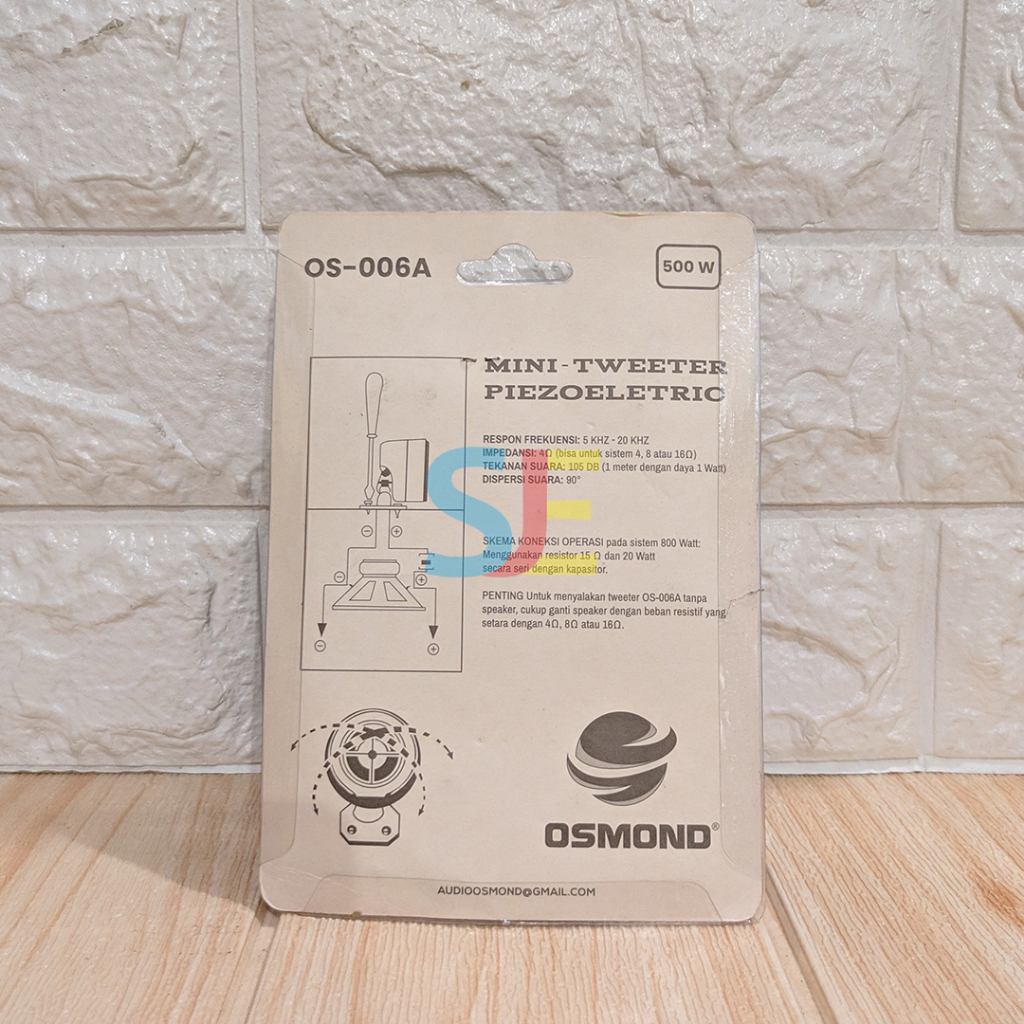 OS-006A
500 W
MINI-TWEETER
PIEZOELETRIC
RESPON FREKUENSI: 5 KHZ - 20 KHZ
IMPEDANSI: 4Ω (bisa untuk sistem 4, 8 atau 16Ω)
TEKANAN SUARA: 105 DB (1 meter dengan daya 1 Watt)
DISPERSI SUARA: 90°
SJF
SKEMA KONEKSI OPERASI pada sistem 800 Watt:
Menggunakan resistor 15 Ω dan 20 Watt
secara seri dengan kapasitor.
PENTING Untuk menyalakan tweeter OS-006A tanpa
speaker, cukup ganti speaker dengan beban resistif yang
setara dengan 4Ω, 8Ω atau 16Ω.
OSMOND®
AUDIOOSMOND@GMAIL.COM